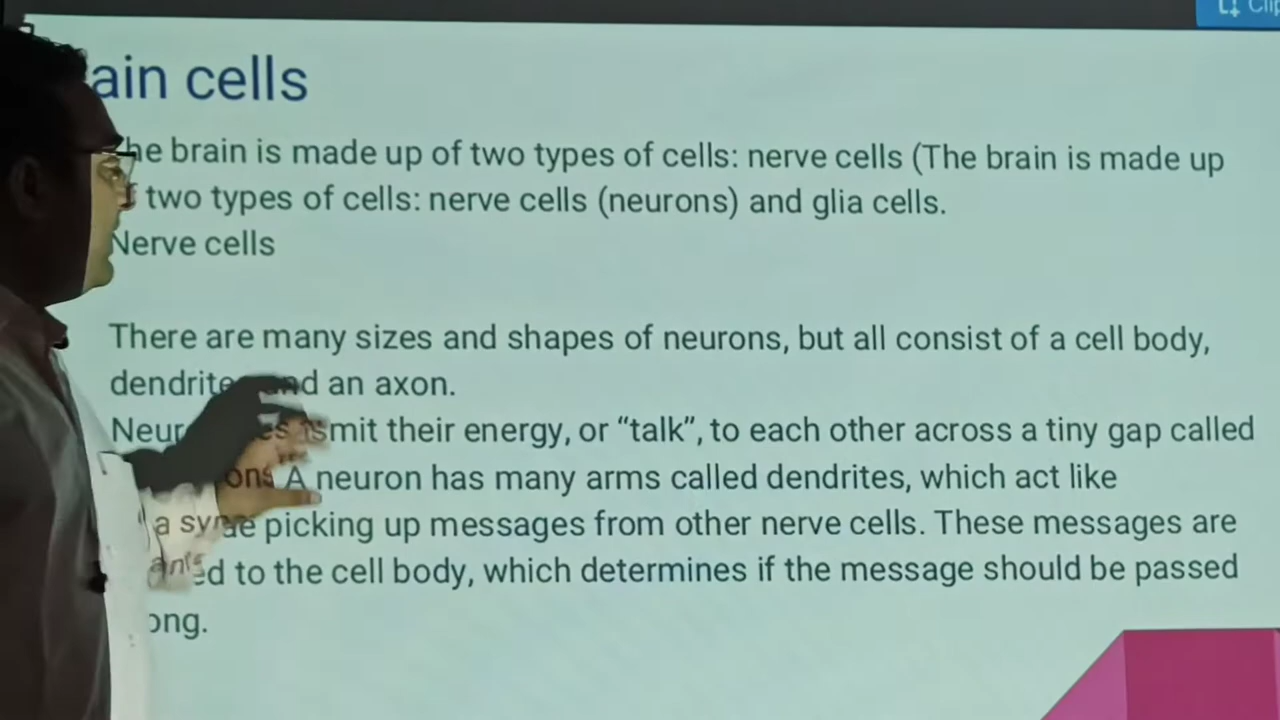 Clip
ain cells
he brain is made up of two types of cells: nerve cells (The brain is made up
two types of cells: nerve cells (neurons) and glia cells.
Nerve cells
There are many sizes and shapes of neurons, but all consist of a cell body,
dendrite and an axon.
Neur smit their energy, or “talk”, to each other across a tiny gap called
A neuron has many arms called dendrites, which act like
a picking up messages from other nerve cells. These messages are
ed to the cell body, which determines if the message should be passed
ong.